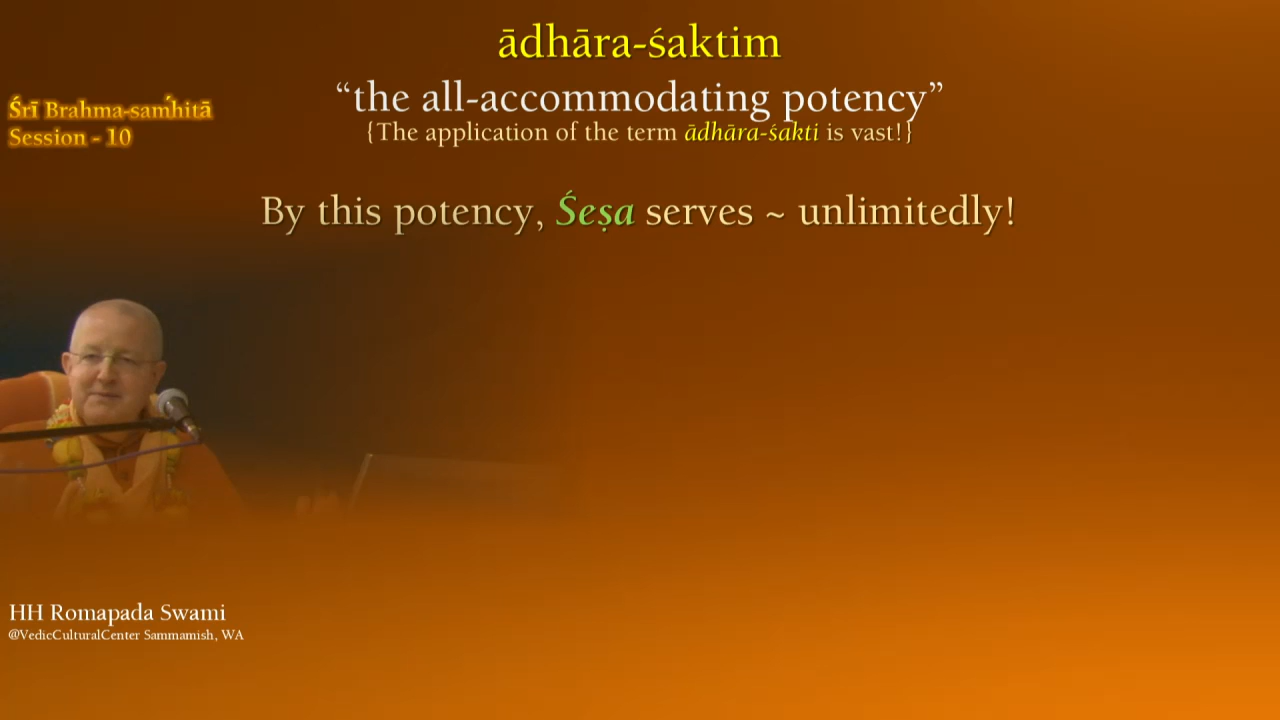 ādhāra-śaktim
“the all-accommodating potency”
{The application of the term ādhāra-śakti is vast!}
Śrī Brahma-saḿhitā
Session - 10
By this potency, Śeṣa serves ~ unlimitedly!
HH Romapada Swami
@VedicCulturalCenter Sammamish, WA